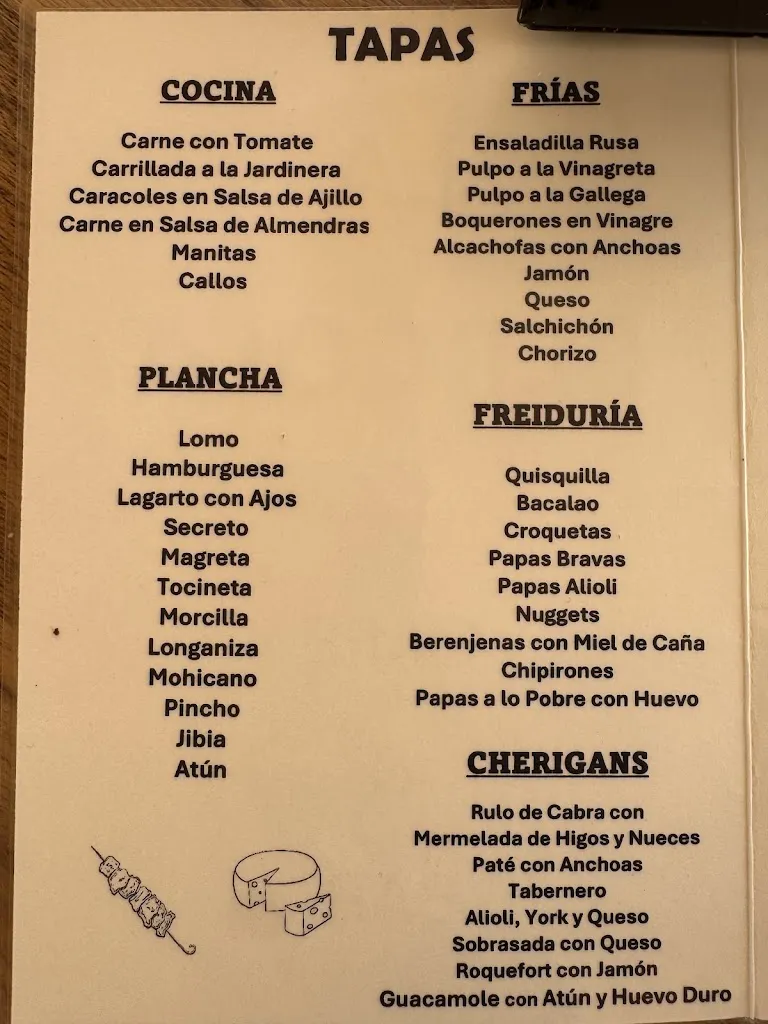 TAPAS
COCINA
Carne con Tomate
Carrillada a la Jardinera
Caracoles en Salsa de Ajillo
Carne en Salsa de Almendras
Manitas
Callos
PLANCHA
Lomo
Hamburguesa
Lagarto con Ajos
Secreto
Magreta
Tocineta
Morcilla
Longaniza
Mohicano
Pincho
Jibia
Atún
FRÍAS
Ensaladilla Rusa
Pulpo a la Vinagreta
Pulpo a la Gallega
Boquerones en Vinagre
Alcachofas con Anchoas
Jamón
Queso
Salchichón
Chorizo
FREIDURÍA
Quisquilla
Bacalao
Croquetas
Papas Bravas
Papas Alioli
Nuggets
Berenjenas con Miel de Caña
Chipirones
Papas a lo Pobre con Huevo
CHERIGANS
Rulo de Cabra con
Mermelada de Higos y Nueces
Paté con Anchoas
Tabernero
Alioli, York y Queso
Sobrasada con Queso
Roquefort con Jamón
Guacamole con Atún y Huevo Duro